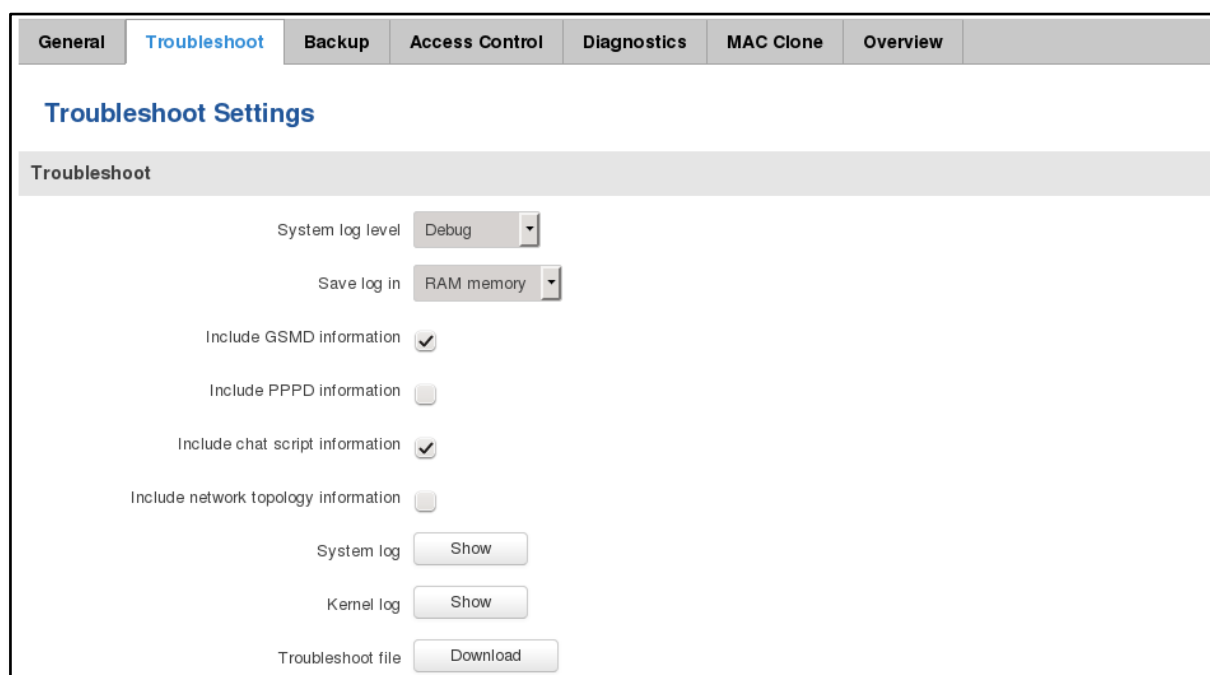 General Troubleshoot Backup Access Control Diagnostics MAC Clone Overview
Troubleshoot Settings
Troubleshoot
System log level Debug
Save log in RAM memory
Include GSMD information
Include PPPD information
Include chat script information
Include network topology information
System log Show
Kernel log Show
Troubleshoot file Download